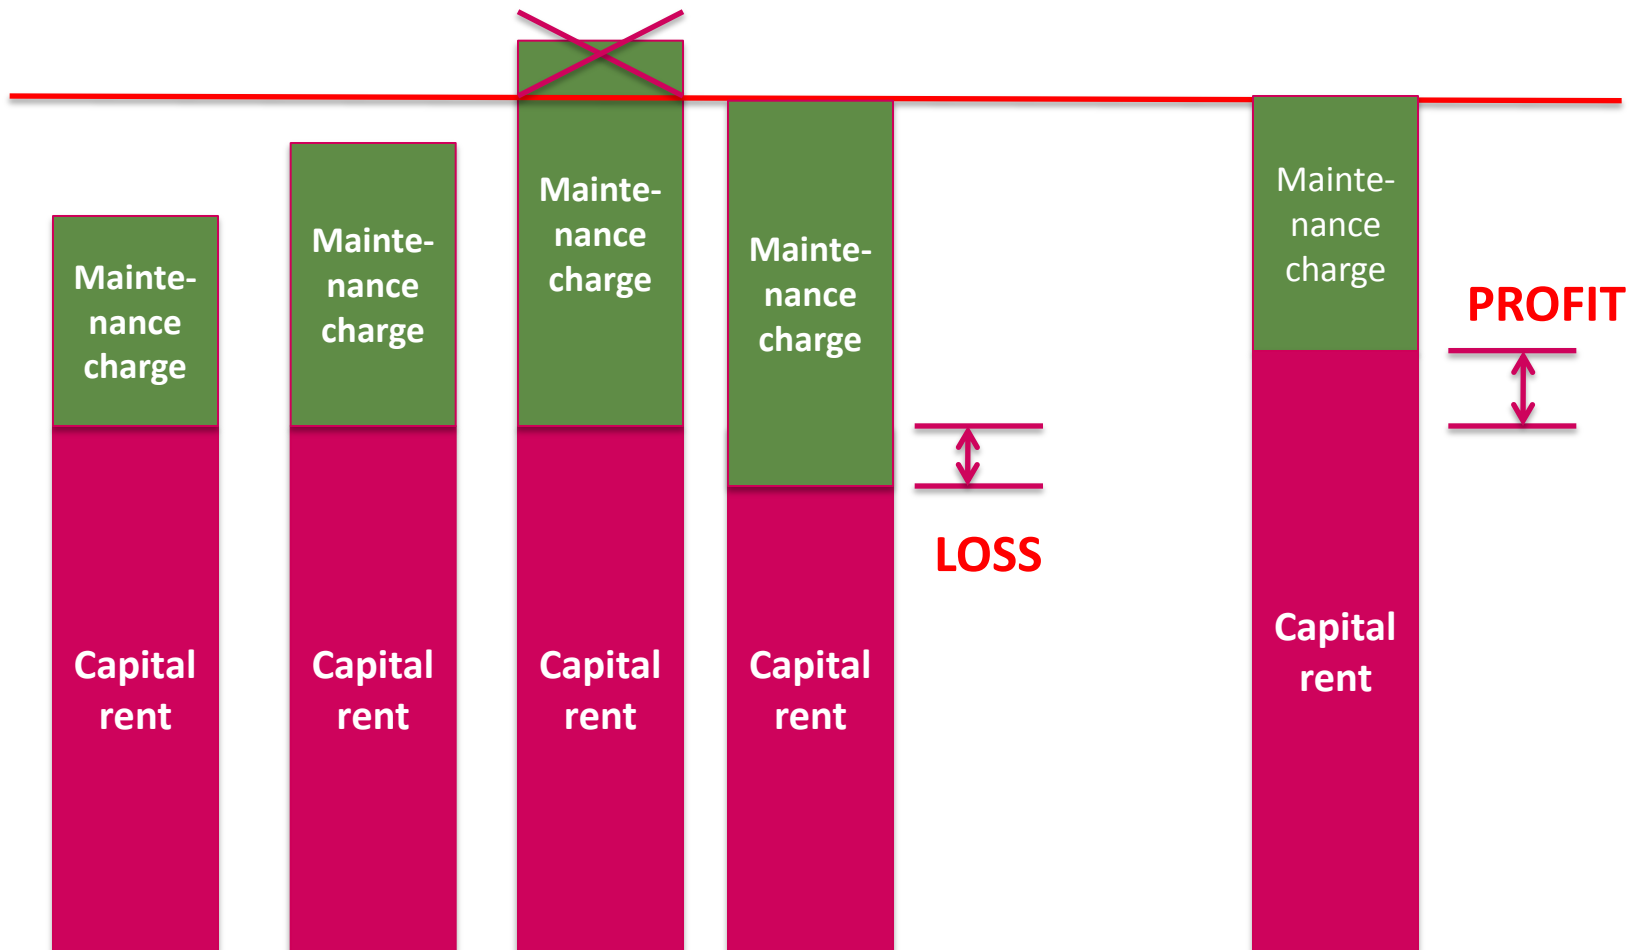 Mainte-
nance
charge
Capital
rent
Mainte-
nance
charge
Capital
rent
Mainte-
nance
charge
Capital
rent
Mainte-
nance
charge
Capital
rent
LOSS
Mainte-
nance
charge
Capital
rent
PROFIT